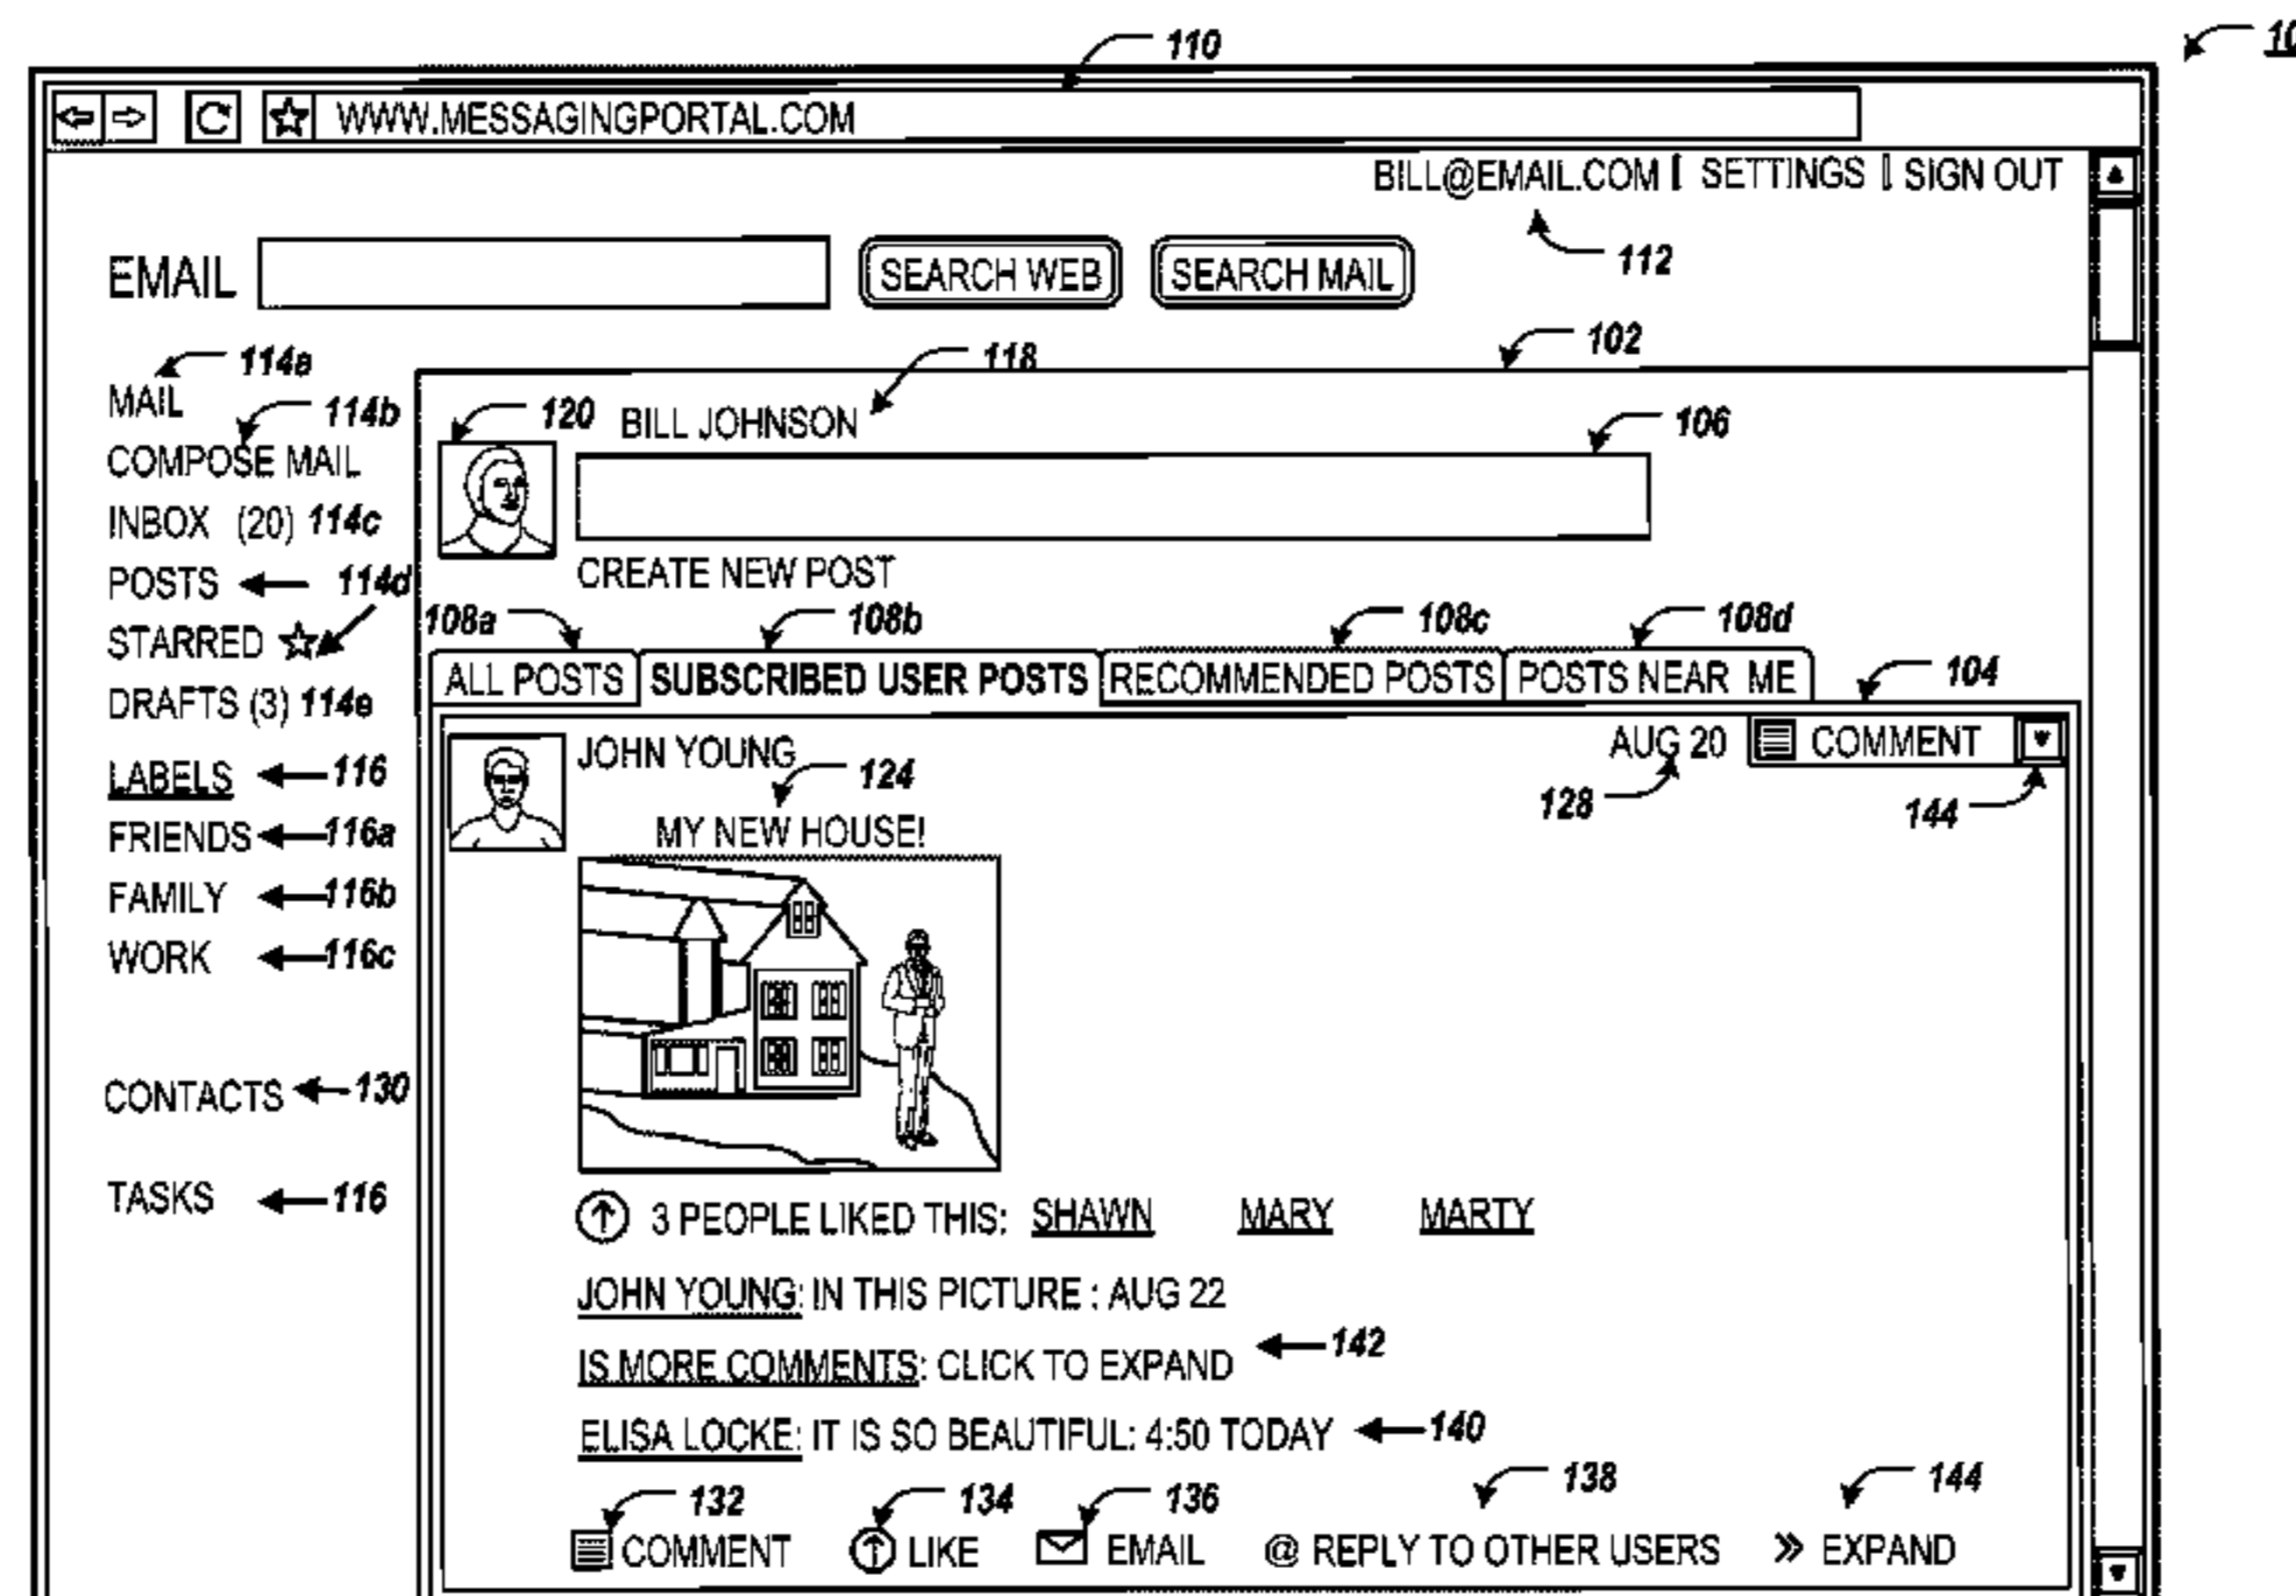 110
WWW.MESSAGINGPORTAL.COM
BILL@EMAIL.COM | SETTINGS | SIGN OUT
112
EMAIL SEARCH WEB SEARCH MAIL
102
114a
118
MAIL
114b
120 BILL JOHNSON
106
COMPOSE MAIL
INBOX (20) 114c
POSTS 114d
CREATE NEW POST
STARRED
108a 108b 108c 108d
ALL POSTS SUBSCRIBED USER POSTS RECOMMENDED POSTS POSTS NEAR ME 104
DRAFTS (3) 114e
JOHN YOUNG AUG 20 COMMENT
LABELS 116
124
128
144
MY NEW HOUSE!
FRIENDS 116a
FAMILY 116b
WORK 116c
CONTACTS 130
TASKS 116
3 PEOPLE LIKED THIS: SHAWN MARY MARTY
JOHN YOUNG: IN THIS PICTURE : AUG 22
142
IS MORE COMMENTS: CLICK TO EXPAND
ELISA LOCKE: IT IS SO BEAUTIFUL: 4:50 TODAY 140
132 134 136 138 144
COMMENT LIKE EMAIL @ REPLY TO OTHER USERS » EXPAND